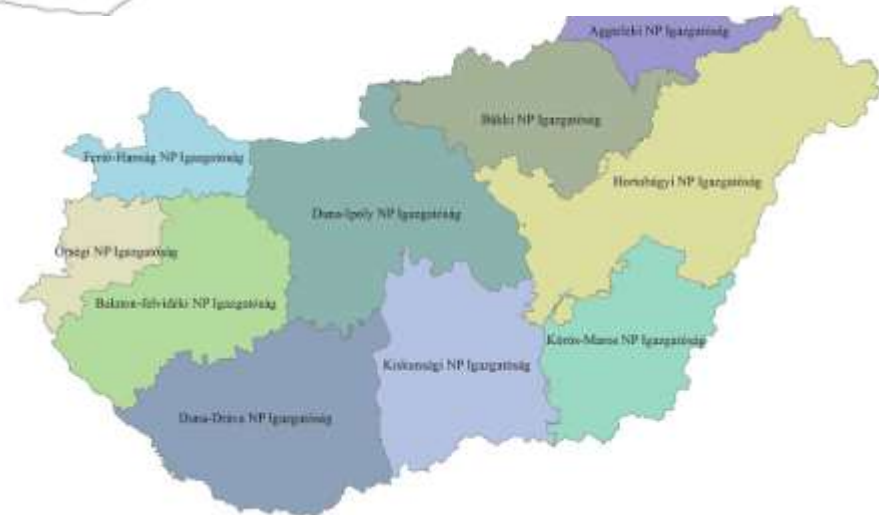 Aggteleki NP Igazgatóság
Bükki NP Igazgatóság
Fertő-Hanság NP Igazgatóság
Hortobágyi NP Igazgatóság
Duna-Ipoly NP Igazgatóság
Őrségi NP Igazgatóság
Balaton-felvidéki NP Igazgatóság
Körös-Maros NP Igazgatóság
Kiskunsági NP Igazgatóság
Duna-Dráva NP Igazgatóság